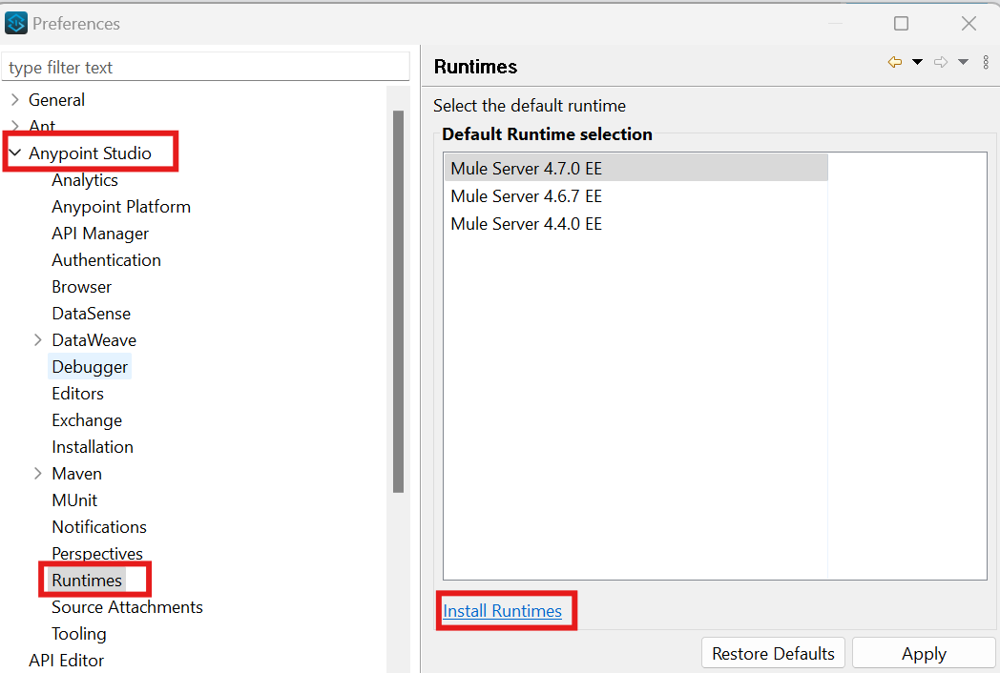 Preferences
type filter text
General
Ant
Anypoint Studio
Analytics
Anypoint Platform
API Manager
Authentication
Browser
DataSense
DataWeave
Debugger
Editors
Exchange
Installation
Maven
MUnit
Notifications
Perspectives
Runtimes
Source Attachments
Tooling
API Editor
Runtimes
Select the default runtime
Default Runtime selection
Mule Server 4.7.0 EE
Mule Server 4.6.7 EE
Mule Server 4.4.0 EE
Install Runtimes
Restore Defaults
Apply